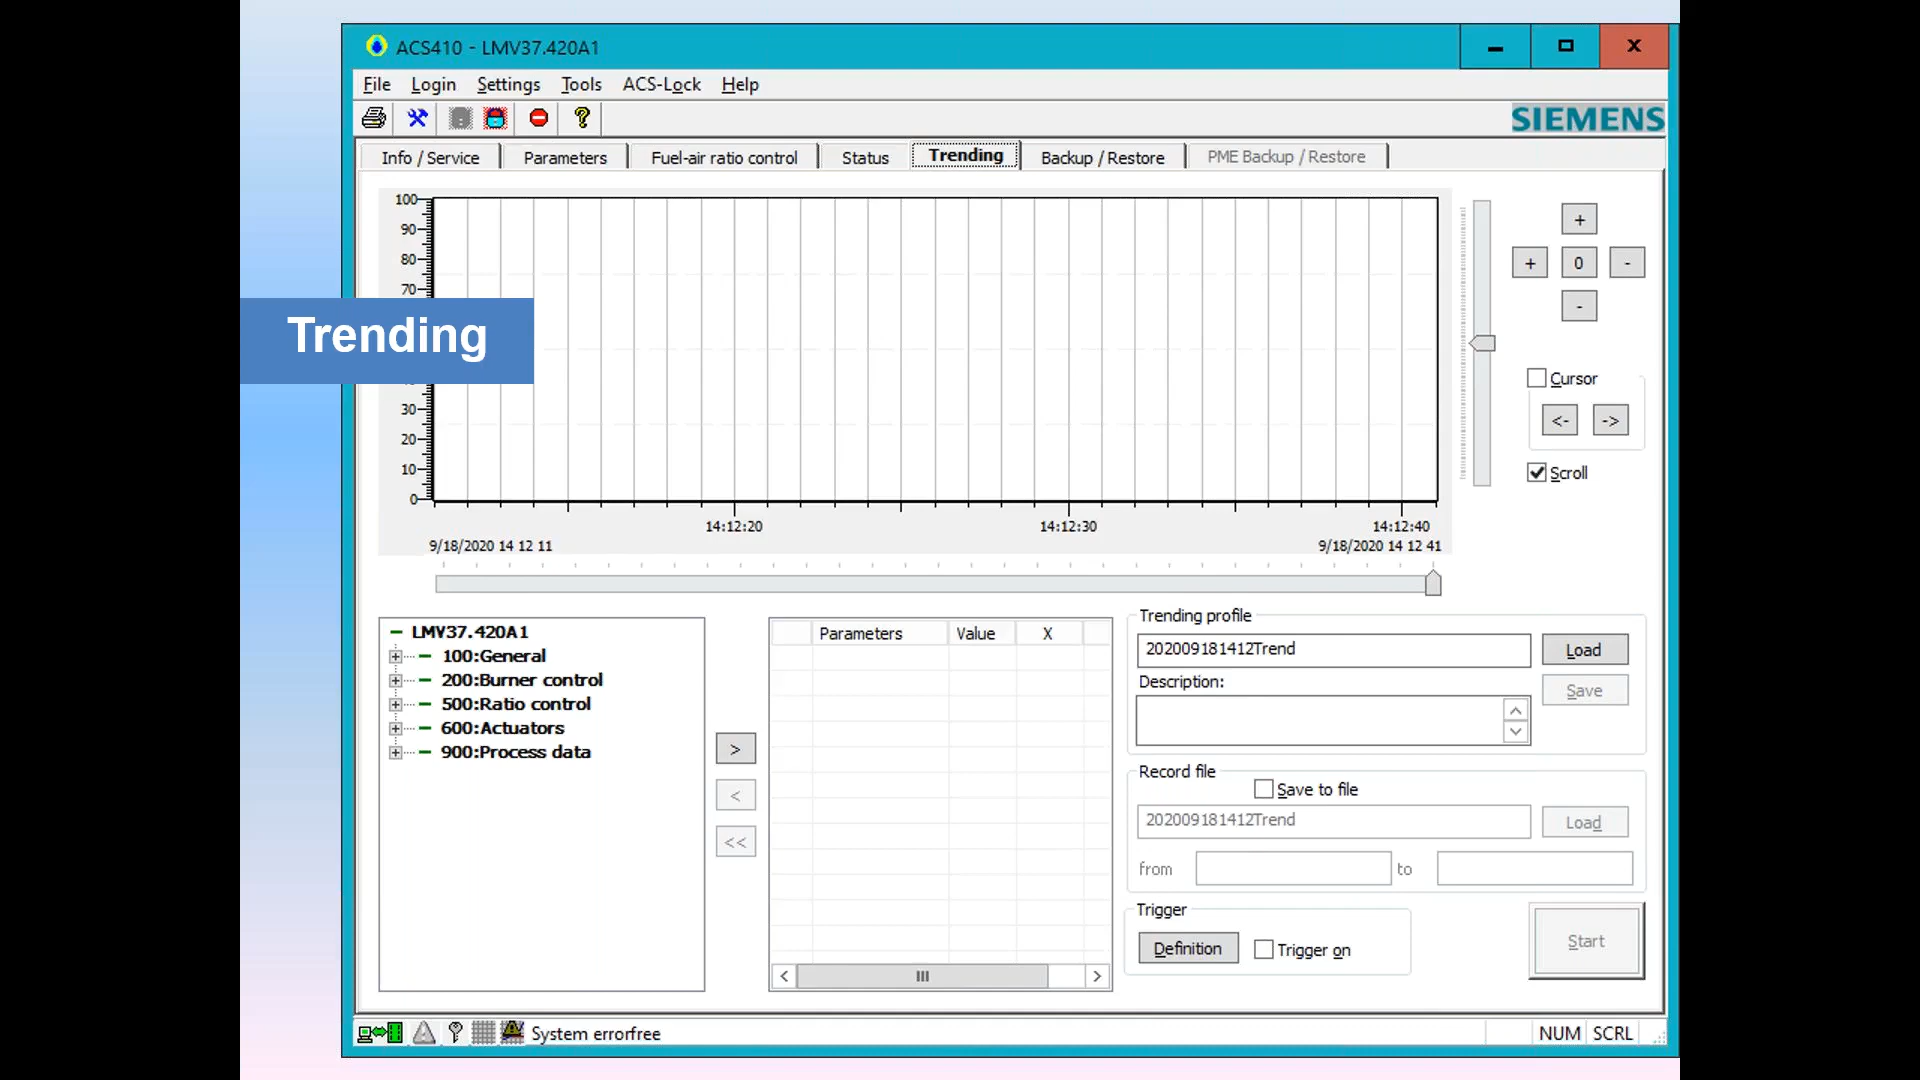 ACS410 - LMV37.420A1
File Login Settings Tools ACS-Lock Help
SIEMENS
Info / Service Parameters Fuel-air ratio control Status Trending Backup / Restore PME Backup / Restore
100
90
80
70
30
20
10
0
Trending
14:12:20 14:12:30 14:12:40
9/18/2020 14 12 11 9/18/2020 14 12 41
+
+ 0 -
-
Cursor
<- ->
Scroll
LMV37.420A1
100:General
200:Burner control
500:Ratio control
600:Actuators
900:Process data
>
<
<<
Parameters Value X
Trending profile
202009181412Trend Load
Description: Save
Record file
Save to file
202009181412Trend Load
from to
Trigger
Definition Trigger on
Start
System errorfree NUM SCRL